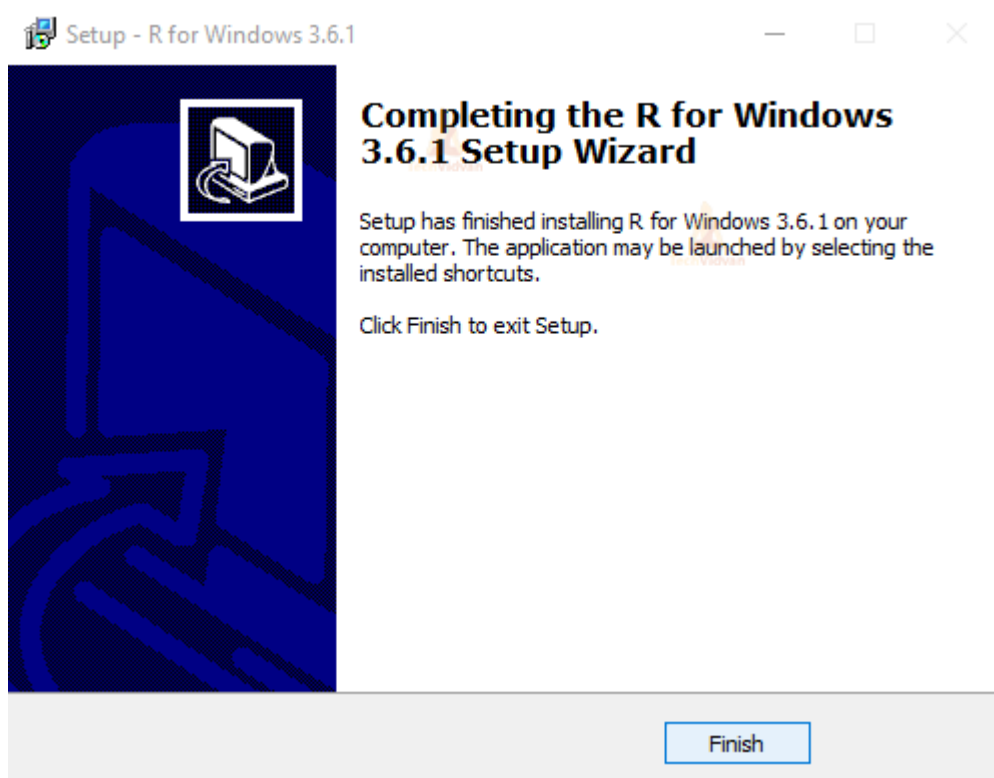 Setup - R for Windows 3.6.1
Completing the R for Windows
3.6.1 Setup Wizard
Setup has finished installing R for Windows 3.6.1 on your
computer. The application may be launched by selecting the
installed shortcuts.
Click Finish to exit Setup.
Finish